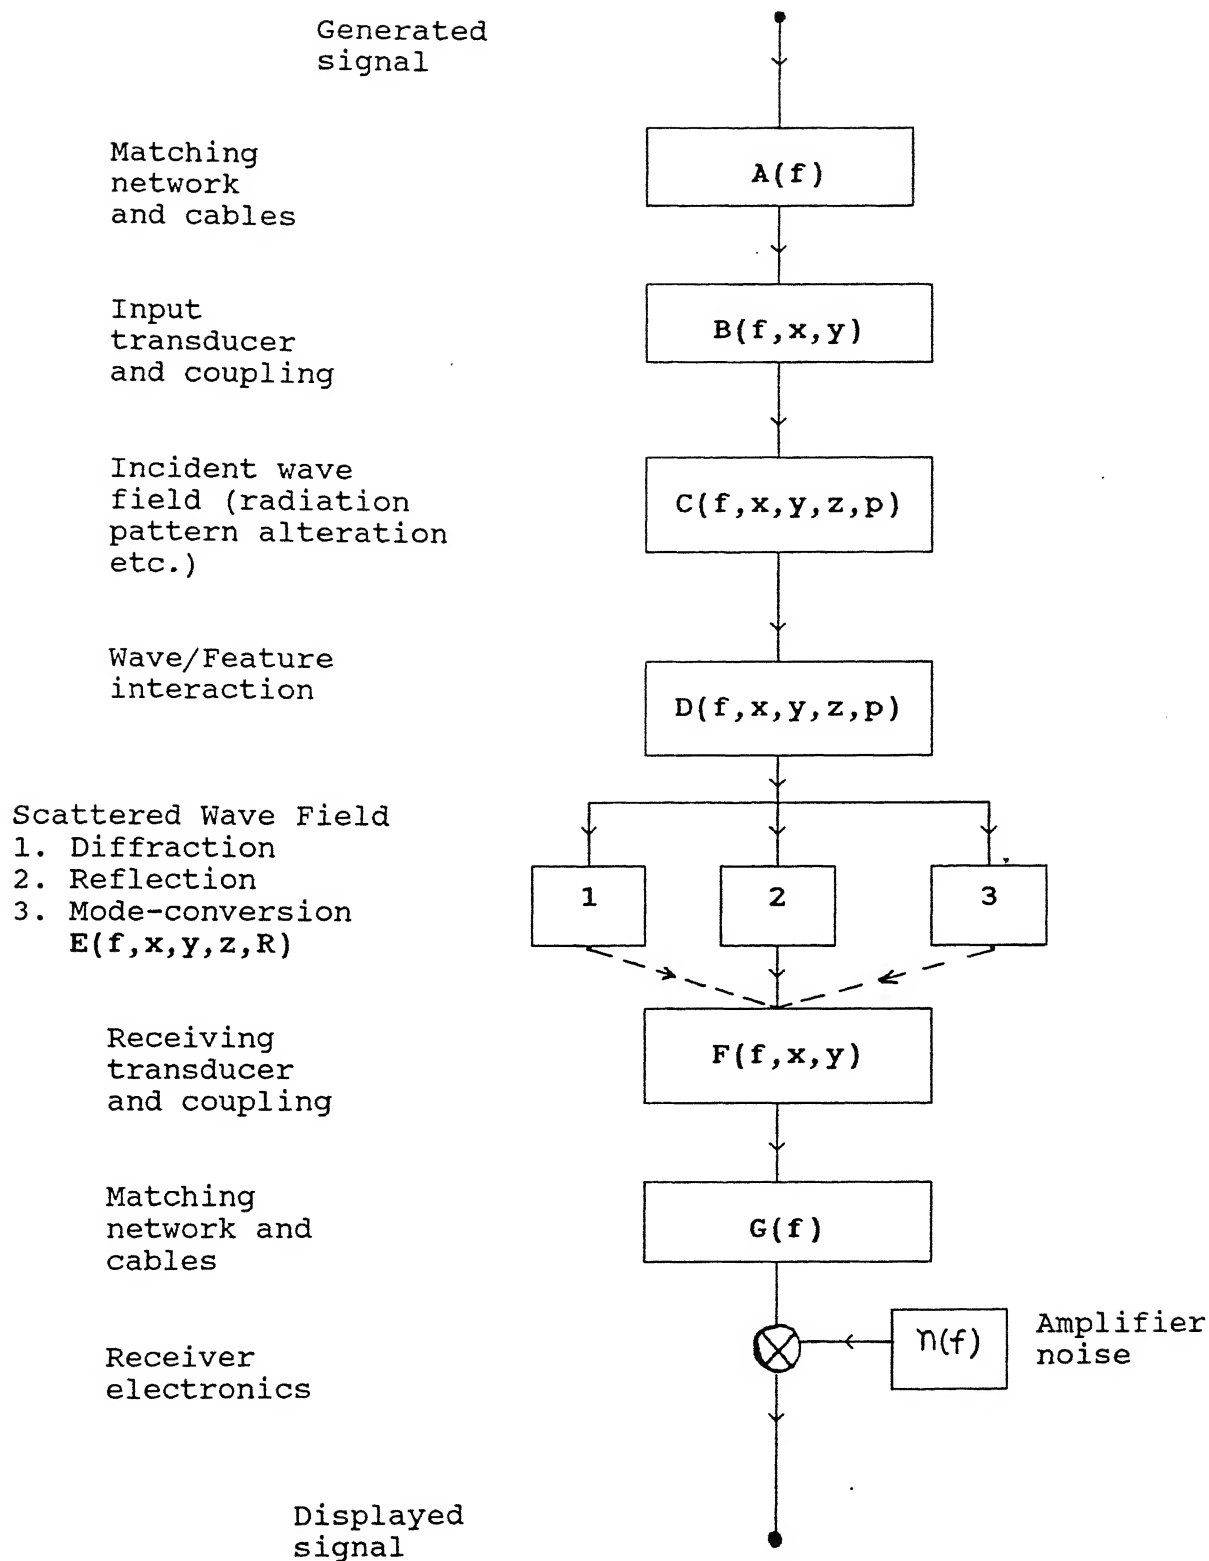 Generated
signal
Matching
network
and cables
A(f)
Input
transducer
and coupling
B(f,x,y)
Incident wave
field (radiation
pattern alteration
etc.)
C(f,x,y,z,p)
Wave/Feature
interaction
D(f,x,y,z,p)
Scattered Wave Field
1. Diffraction
2. Reflection
3. Mode-conversion
E(f,x,y,z,R)
1
2
3
Receiving
transducer
and coupling
F(f,x,y)
Matching
network and
cables
G(f)
Receiver
electronics
n(f)
Amplifier
noise
Displayed
signal